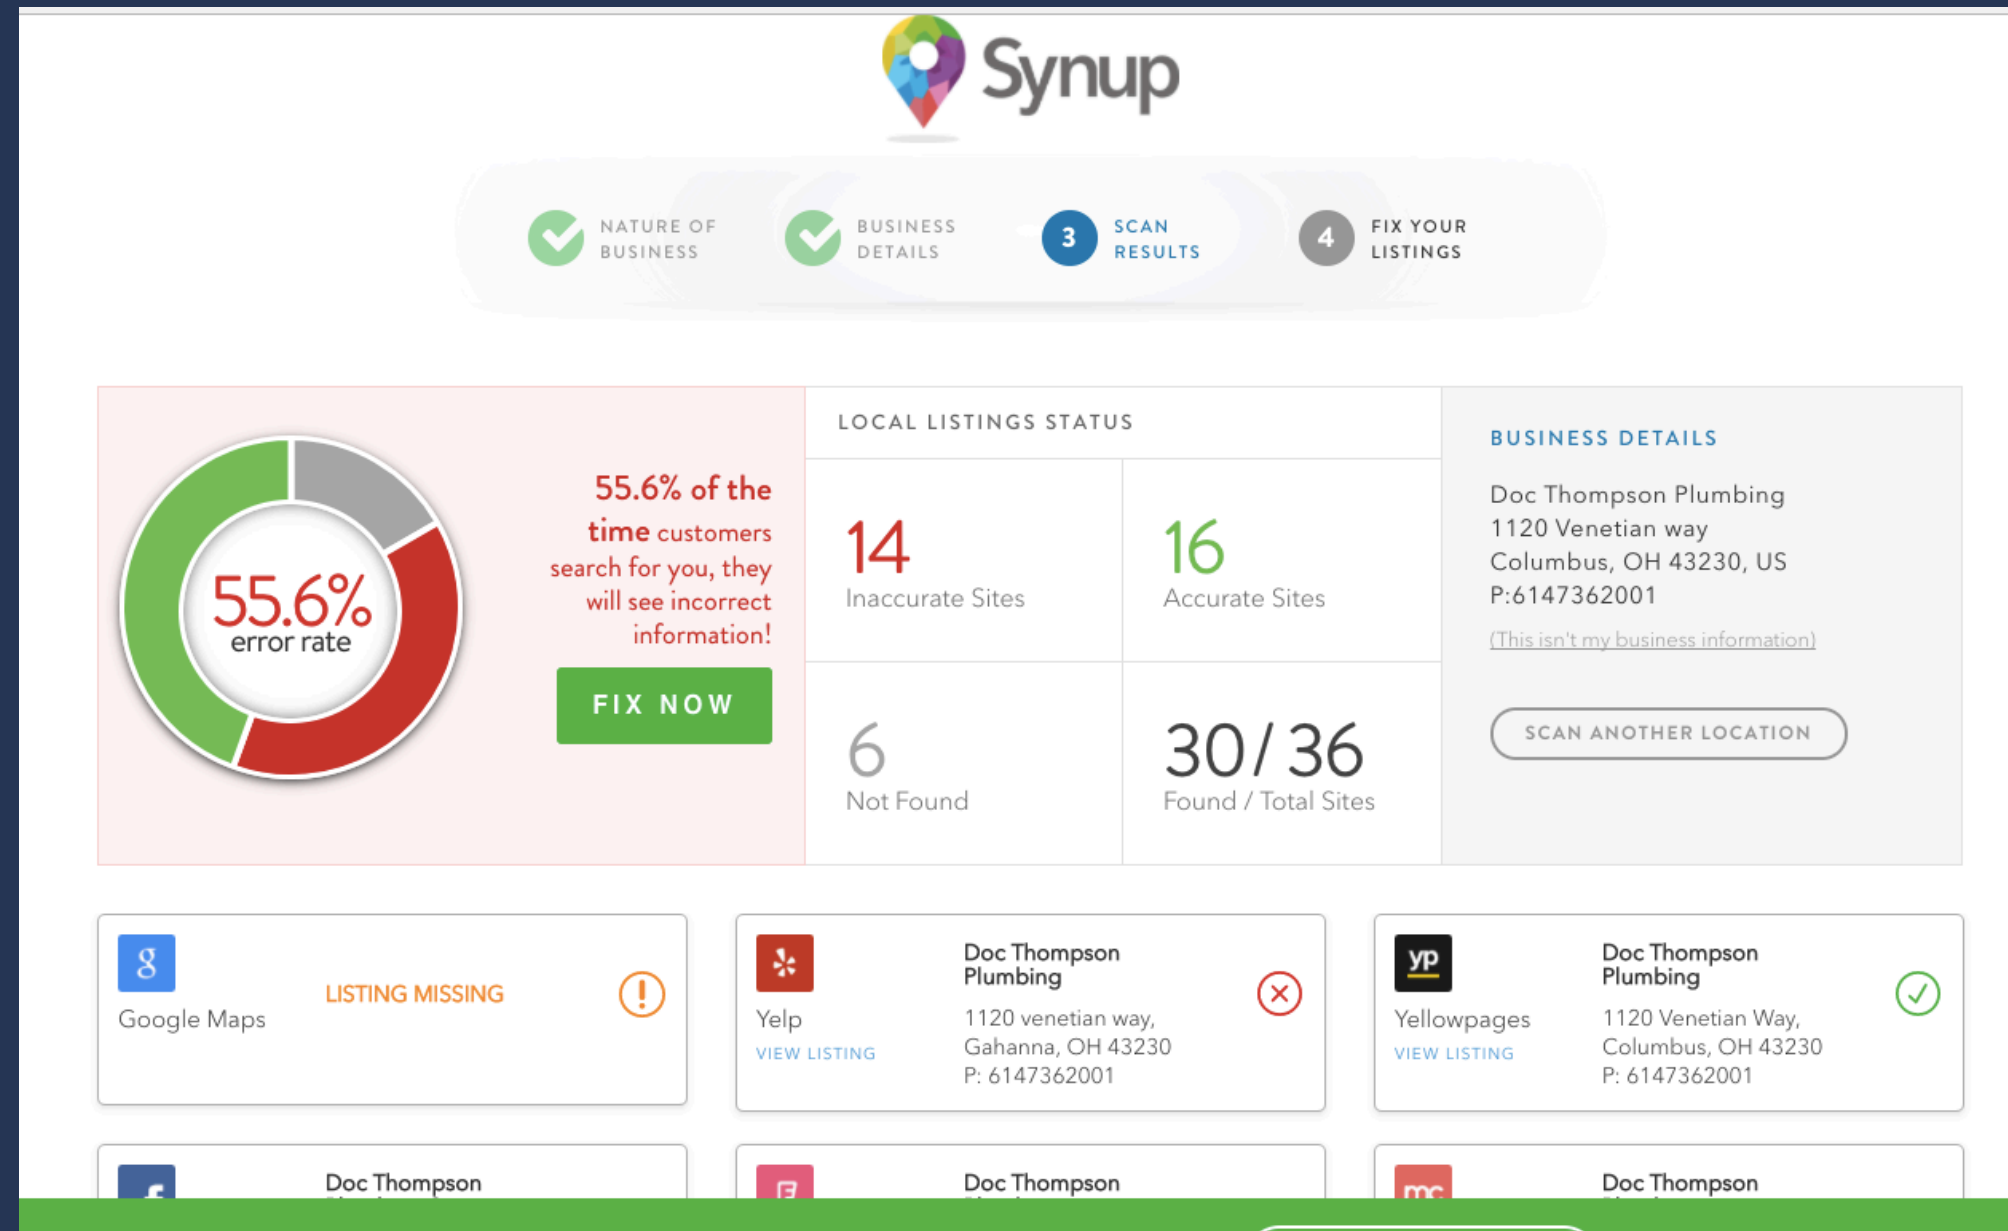 Synup
NATURE OF
BUSINESS
BUSINESS
DETAILS
3
SCAN
RESULTS
4
FIX YOUR
LISTINGS
55.6%
error rate
55.6% of the
time customers
search for you, they
will see incorrect
information!
FIX NOW
LOCAL LISTINGS STATUS
14
Inaccurate Sites
16
Accurate Sites
6
Not Found
30/36
Found / Total Sites
BUSINESS DETAILS
Doc Thompson Plumbing
1120 Venetian way
Columbus, OH 43230, US
P:6147362001
(This isn't my business information)
SCAN ANOTHER LOCATION
g
Google Maps
LISTING MISSING
!
Yelp
VIEW LISTING
Doc Thompson
Plumbing
1120 venetian way,
Gahanna, OH 43230
P: 6147362001
yp
Yellowpages
VIEW LISTING
Doc Thompson
Plumbing
1120 Venetian Way,
Columbus, OH 43230
P: 6147362001
f
Doc Thompson
Doc Thompson
mc
Doc Thompson